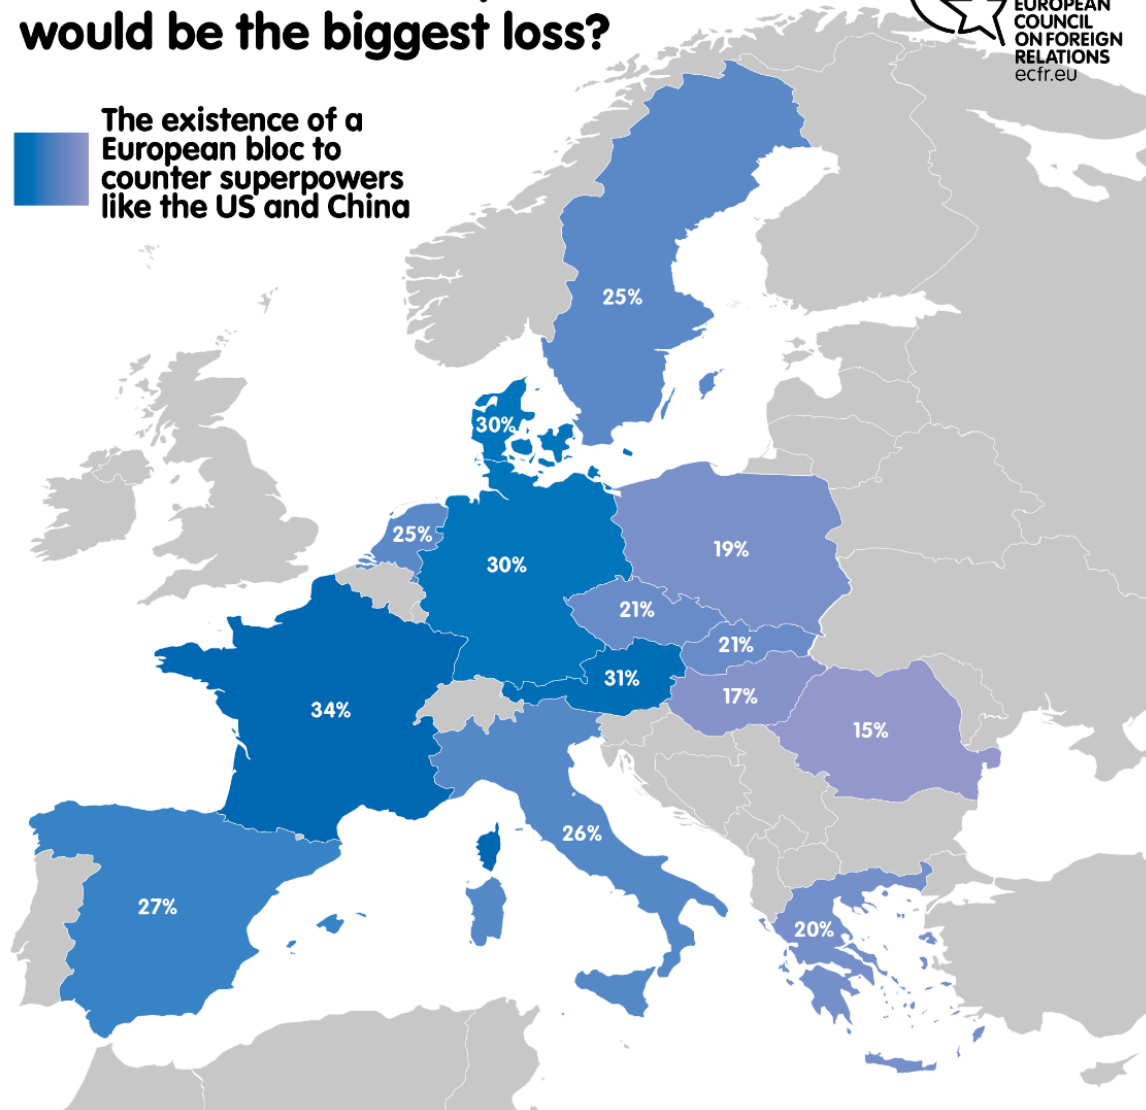 would be the biggest loss?
EUROPEAN
COUNCIL
ON FOREIGN
RELATIONS
ecfr.eu
The existence of a
European bloc to
counter superpowers
like the US and China
25%
30%
25%
30%
19%
21%
21%
31%
17%
34%
15%
26%
27%
20%